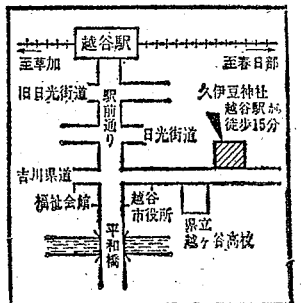 越谷駅
至草加
至春日部
旧日光街道
駅前通り
久伊豆神社
越谷駅から
徒歩15分
日光街道
吉川県道
福祉会館
越谷
市役所
県立
越ヶ谷高校
平和橋